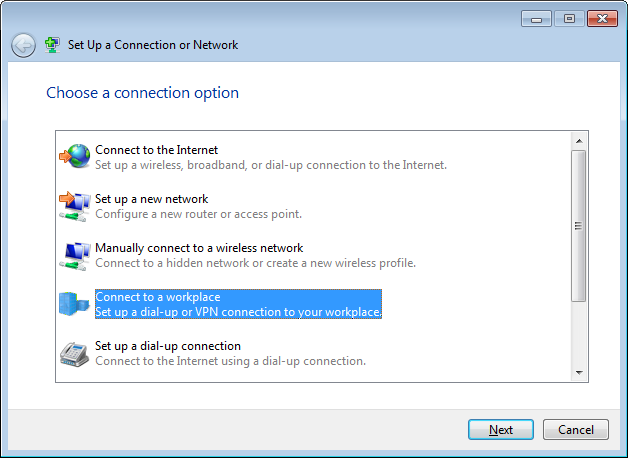 Set Up a Connection or Network
Choose a connection option
Connect to the Internet
Set up a wireless, broadband, or dial-up connection to the Internet.
Set up a new network
Configure a new router or access point.
Manually connect to a wireless network
Connect to a hidden network or create a new wireless profile.
Connect to a workplace
Set up a dial-up or VPN connection to your workplace.
Set up a dial-up connection
Connect to the Internet using a dial-up connection.
Next
Cancel